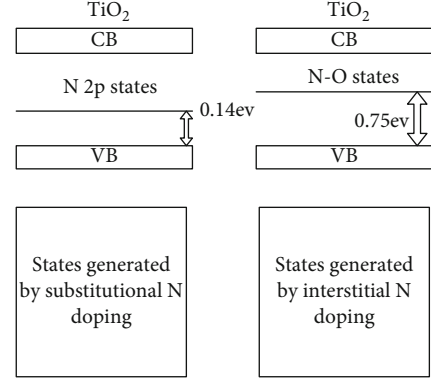 TiO₂
CB
N 2p states
0.14ev
VB
States generated
by substitutional N
doping
TiO₂
CB
N-O states
0.75ev
VB
States generated
by interstitial N
doping